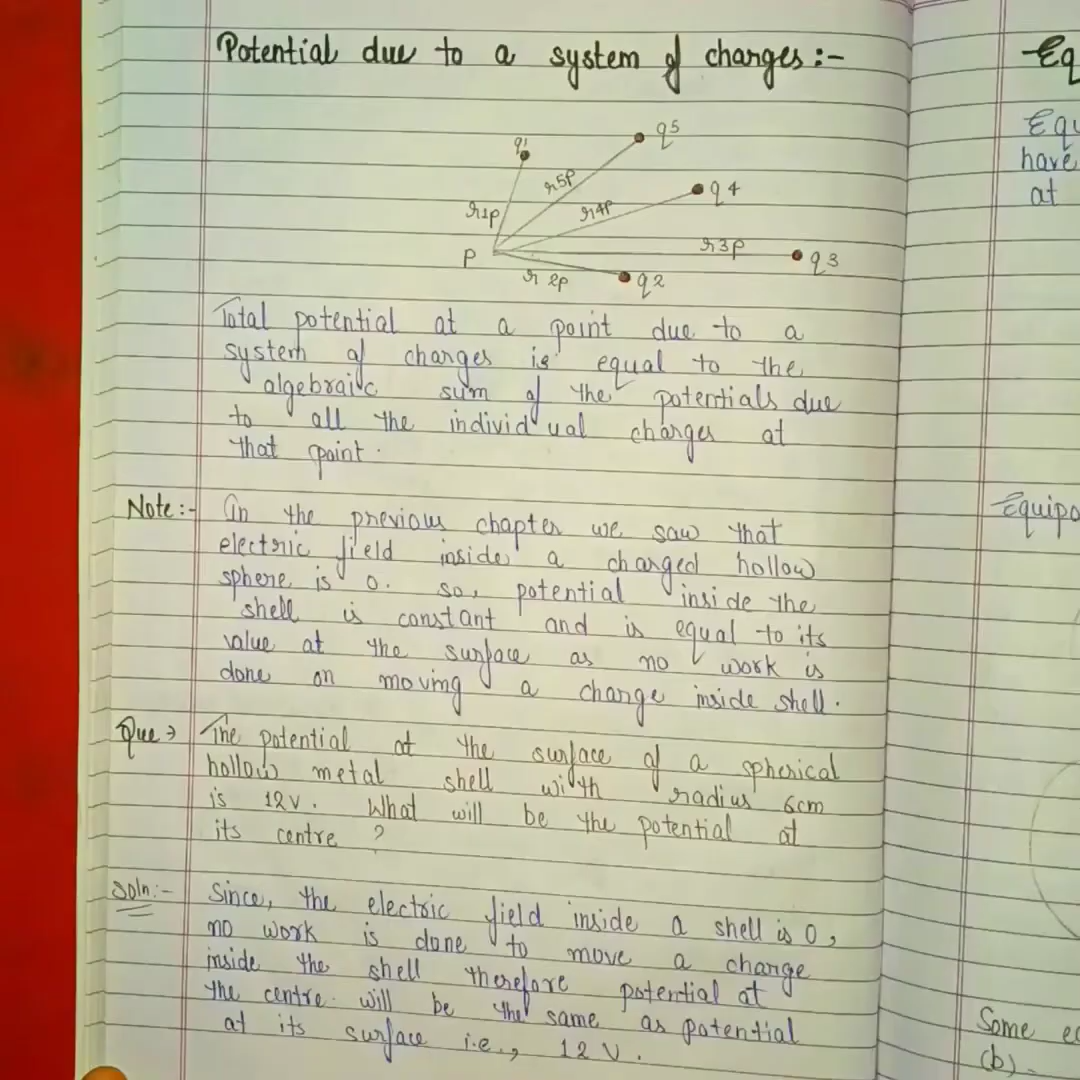 Potential due to a system of charges:-
q1
q5
r5p
q4
r1p
r4p
r3p
P
q3
r2p
q2
Total potential at a point due to a
system of charges is equal to the
algebraic sum of the potentials due
to all the individual charges at
that point.
Note:- In the previous chapter we saw that
electric field inside a charged hollow
sphere is 0. so, potential inside the
shell is constant and is equal to its
value at the surface as no work is
done on moving a charge inside shell.
Que → The potential at the surface of a spherical
hollow metal shell with radius 6cm
is 12V. What will be the potential at
its centre ?
Soln:- Since, the electric field inside a shell is 0,
no work is done to move a charge
inside the shell therefore potential at
the centre will be the same as potential
at its surface i.e., 12 V.
Eq
Equ
have
at
Equipo
Some e
(b).